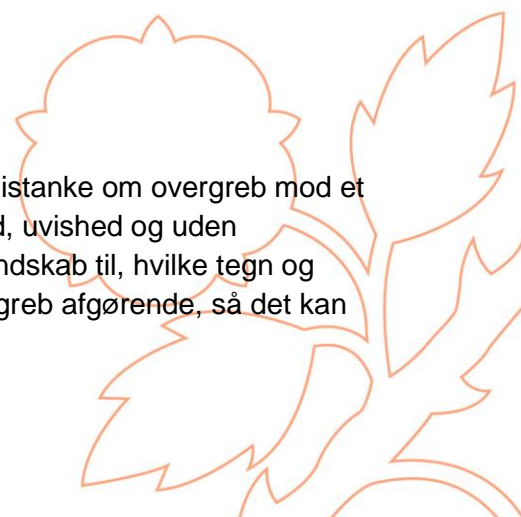 istanke om overgreb mod et
d, uvished og uden
ndskab til, hvilke tegn og
greb afgørende, så det kan